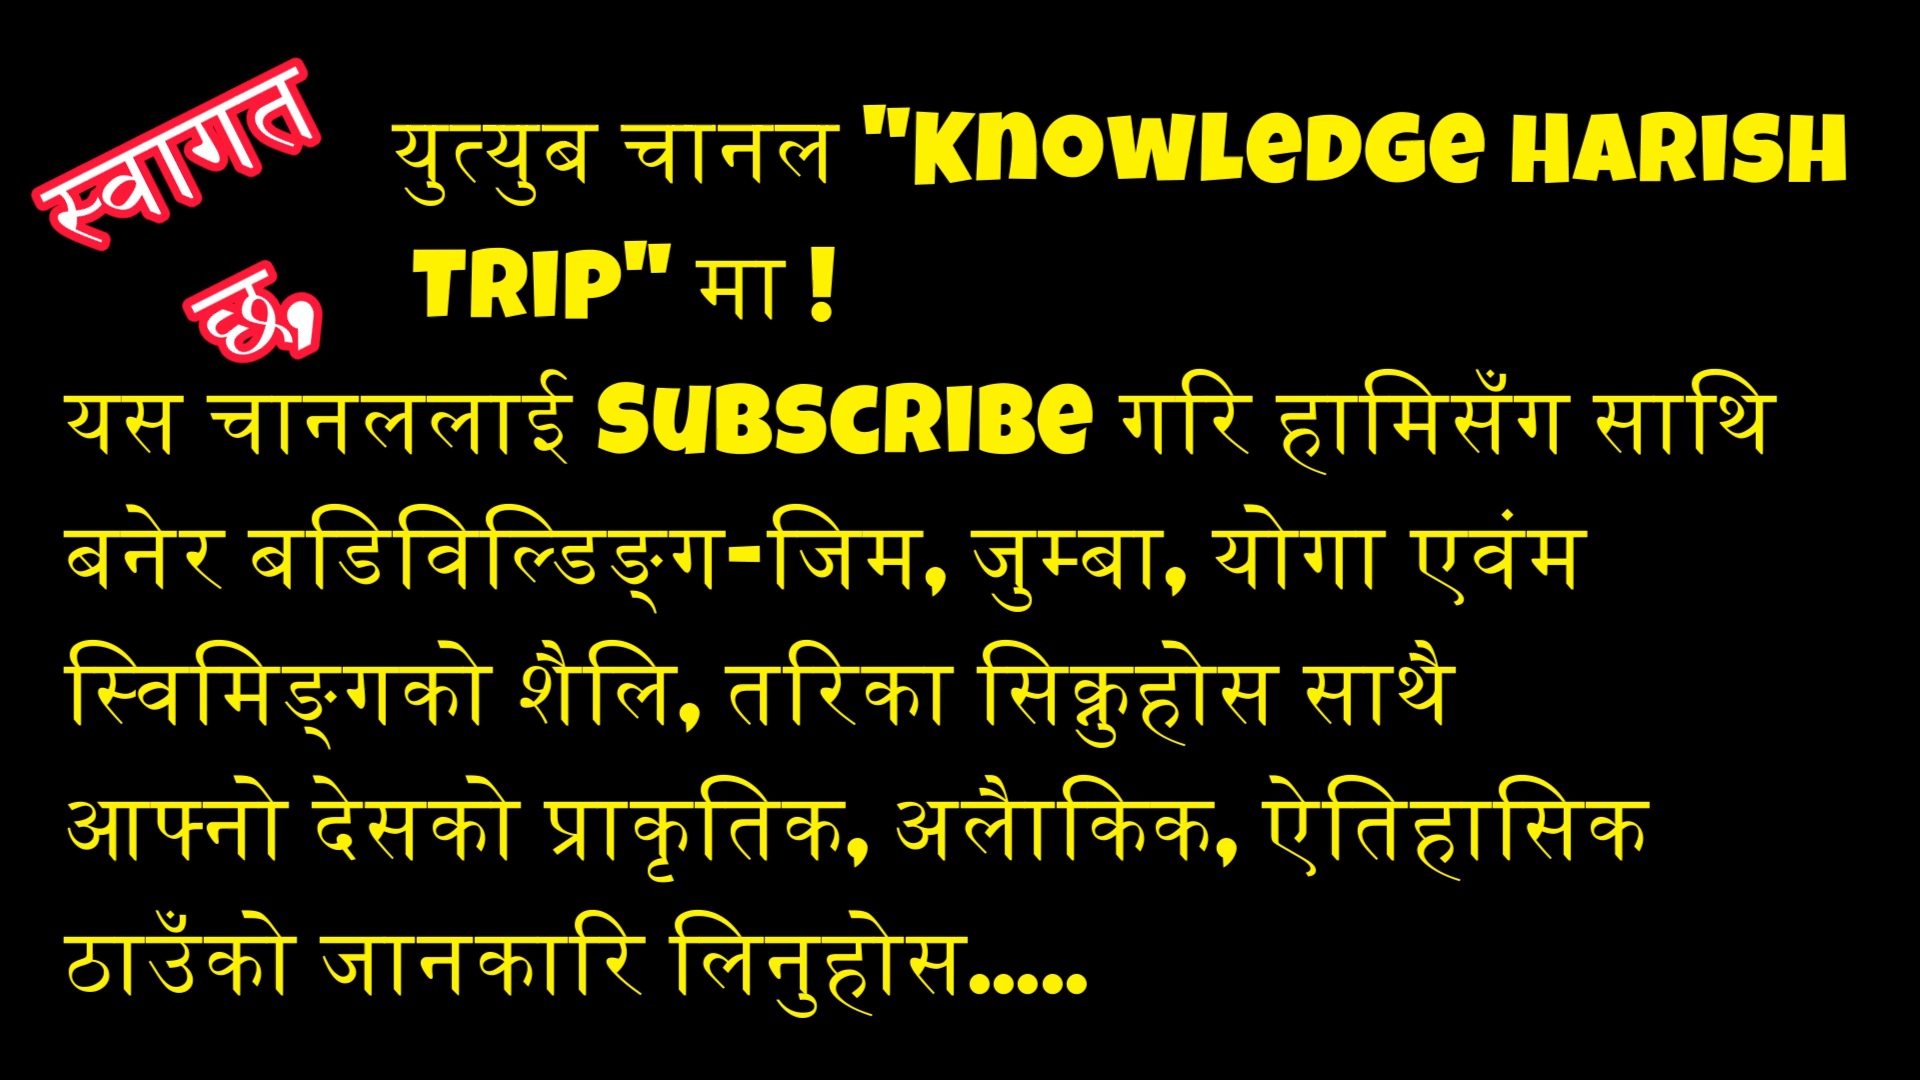 स्वागत
छ,
युत्युब चानल "Knowledge Harish
Trip" मा !
यस चानललाई Subscribe गरि हामिसँग साथि
बनेर बडिविल्डिङ्ग-जिम, जुम्बा, योगा एवंम
स्विमिङ्गको शैलि, तरिका सिक्नुहोस साथै
आफ्नो देसको प्राकृतिक, अलौकिक, ऐतिहासिक
ठाउँको जानकारि लिनुहोस.....